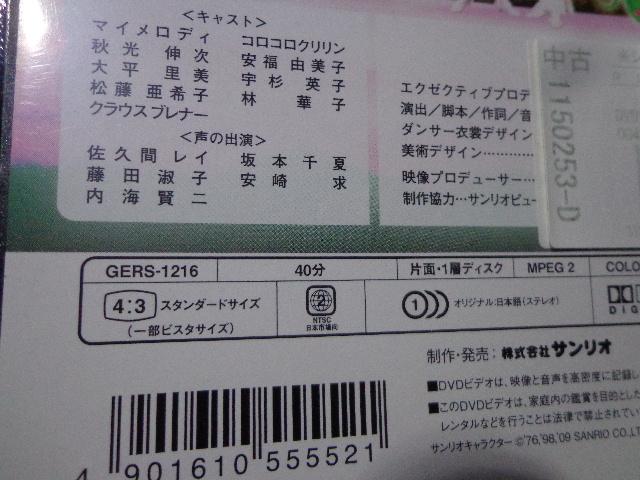 <キャスト>
マイメロディ コロコロクリリン
秋光伸次 安福由美子
大平里美 宇杉英子
松藤亜希子 林華子
クラウスブレナー
<声の出演>
佐久間レイ 坂本千夏
藤田淑子 安崎求
内海賢二
エクゼクティブプロデ
演出/脚本/作詞/音
ダンサー衣裳デザイン
美術デザイン…………
映像プロデューサー…
制作協力…サンリオピュー
中古
1150253-D
GERS-1216 40分 片面・1層ディスク MPEG 2 COLO
4:3 スタンダードサイズ
(一部ビスタサイズ)
2
NTSC
日本市場向
1 オリジナル:日本語(ステレオ)
DIG
制作・発売: 株式会社サンリオ
■DVDビデオは、映像と音声を高密度に記録し
■このDVDビデオは、家庭内の鑑賞を目的とした
レンタルなどを行うことは法律で禁止されてい
サンリオキャラクター ©'76,'98,'09 SANRIO CO.,LT
4 901610 555521